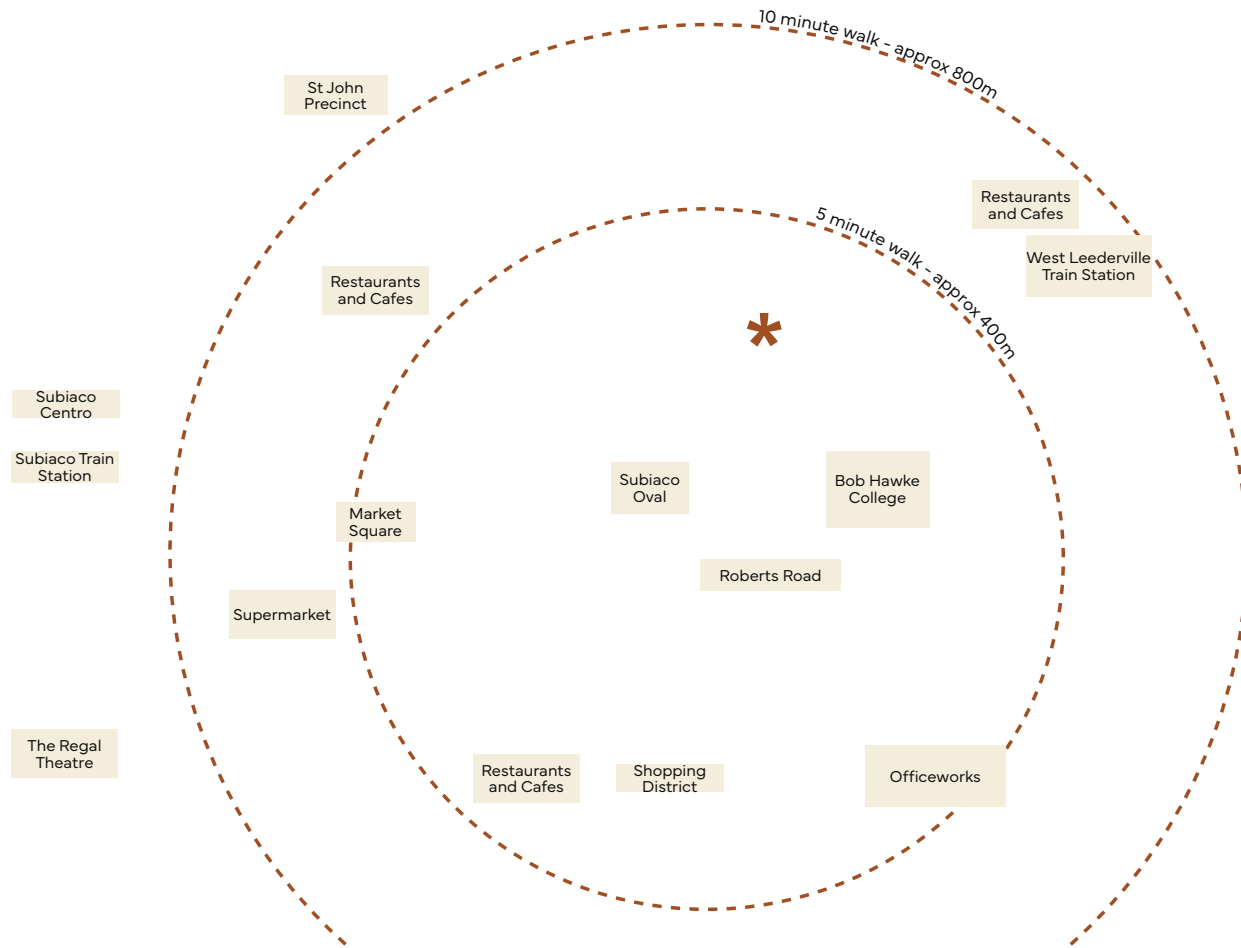 10 minute walk - approx 800m
St John
Precinct
Restaurants
and Cafes
5 minute walk - approx 400m
West Leederville
Train Station
Restaurants
and Cafes
*
Subiaco
Centro
Subiaco Train
Station
Subiaco
Oval
Bob Hawke
College
Market
Square
Roberts Road
Supermarket
The Regal
Theatre
Restaurants
and Cafes
Shopping
District
Officeworks